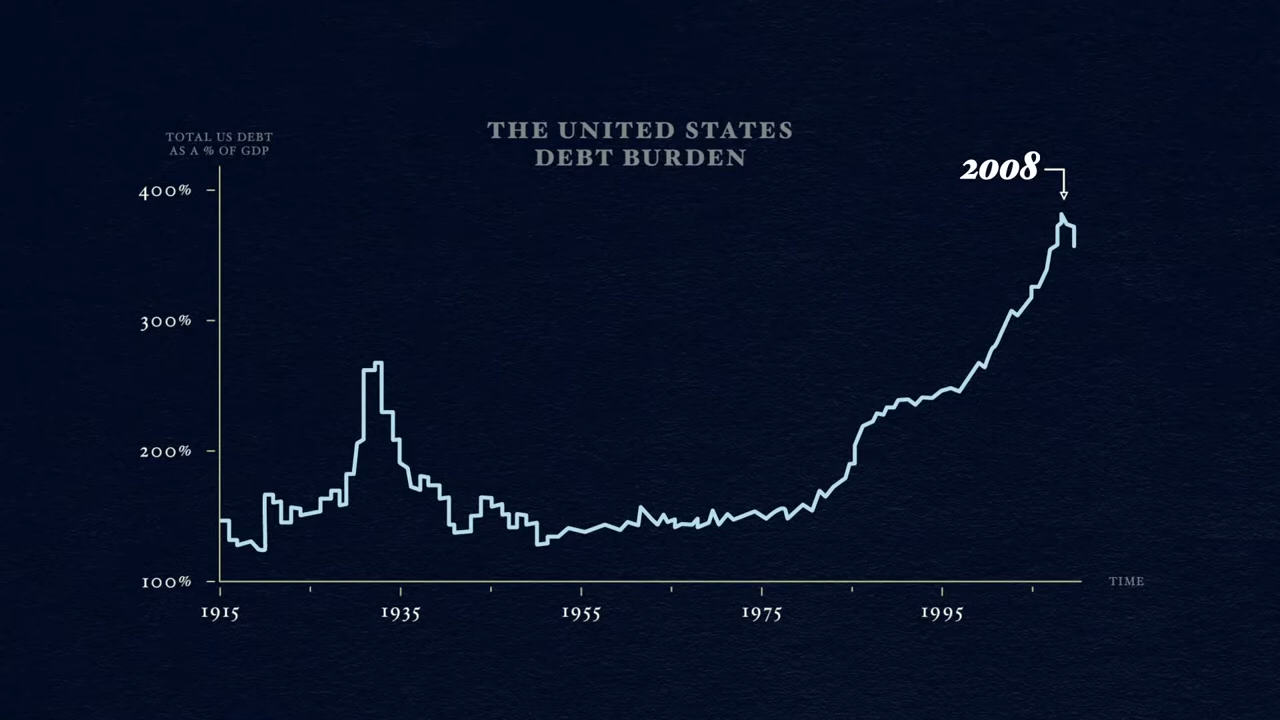 THE UNITED STATES
DEBT BURDEN
TOTAL US DEBT
AS A % OF GDP
2008
400%
300%
200%
100%
TIME
1915
1935
1955
1975
1995